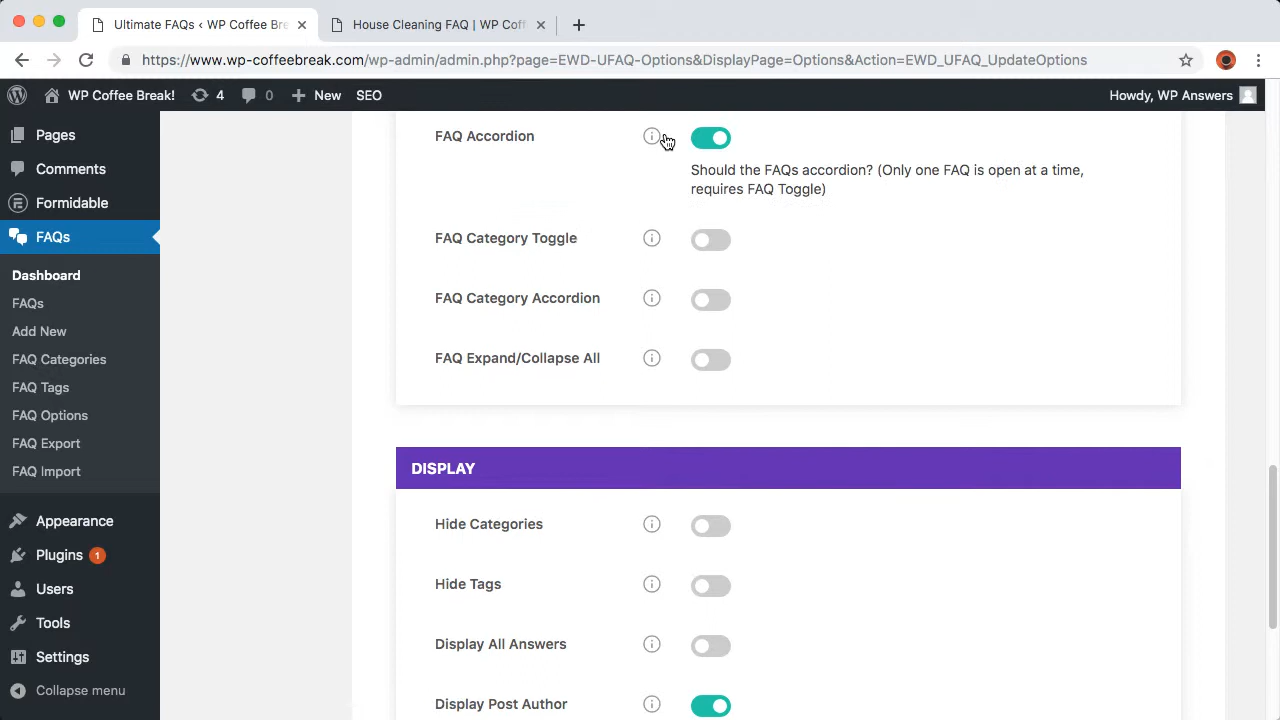 Ultimate FAQs ‹ WP Coffee Bre
House Cleaning FAQ | WP Coff
https://www.wp-coffeebreak.com/wp-admin/admin.php?page=EWD-UFAQ-Options&DisplayPage=Options&Action=EWD_UFAQ_UpdateOptions
WP Coffee Break! 4 0 New SEO
Howdy, WP Answers
Pages
Comments
Formidable
FAQs
Dashboard
FAQs
Add New
FAQ Categories
FAQ Tags
FAQ Options
FAQ Export
FAQ Import
Appearance
Plugins 1
Users
Tools
Settings
Collapse menu
FAQ Accordion
Should the FAQs accordion? (Only one FAQ is open at a time,
requires FAQ Toggle)
FAQ Category Toggle
FAQ Category Accordion
FAQ Expand/Collapse All
DISPLAY
Hide Categories
Hide Tags
Display All Answers
Display Post Author